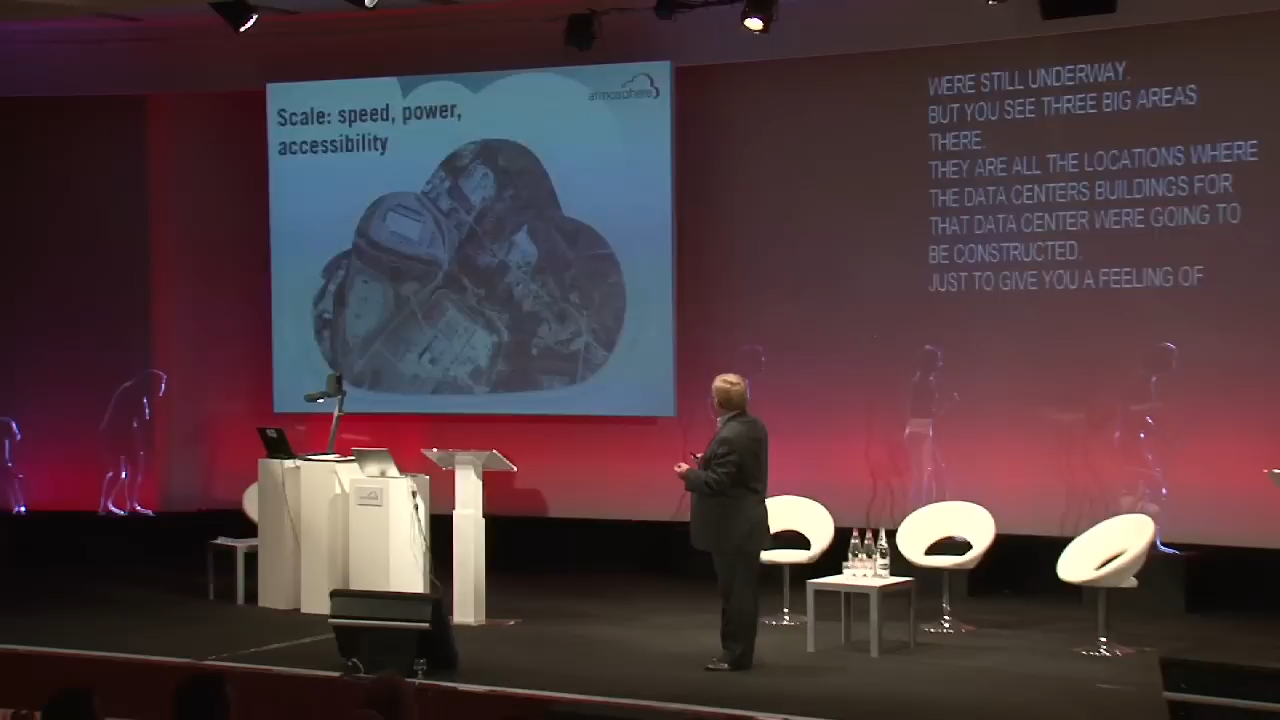 Scale: speed, power,
accessibility
atmosphere
WERE STILL UNDERWAY.
BUT YOU SEE THREE BIG AREAS
THERE.
THEY ARE ALL THE LOCATIONS WHERE
THE DATA CENTERS BUILDINGS FOR
THAT DATA CENTER WERE GOING TO
BE CONSTRUCTED.
JUST TO GIVE YOU A FEELING OF